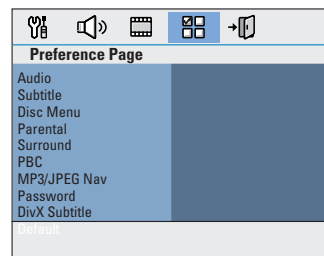 Preference Page
Audio
Subtitle
Disc Menu
Parental
Surround
PBC
MP3/JPEG Nav
Password
DivX Subtitle
Default